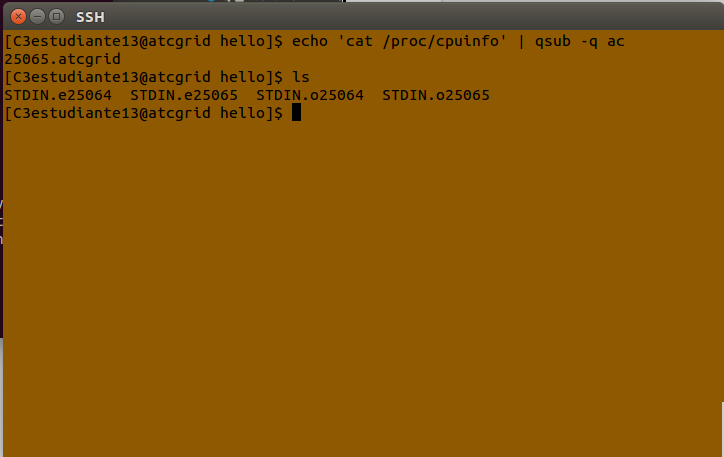 SSH
[C3estudiante13@atcgrid hello]$ echo 'cat /proc/cpuinfo' | qsub -q ac
25065.atcgrid
[C3estudiante13@atcgrid hello]$ ls
STDIN.e25064  STDIN.e25065  STDIN.o25064  STDIN.o25065
[C3estudiante13@atcgrid hello]$